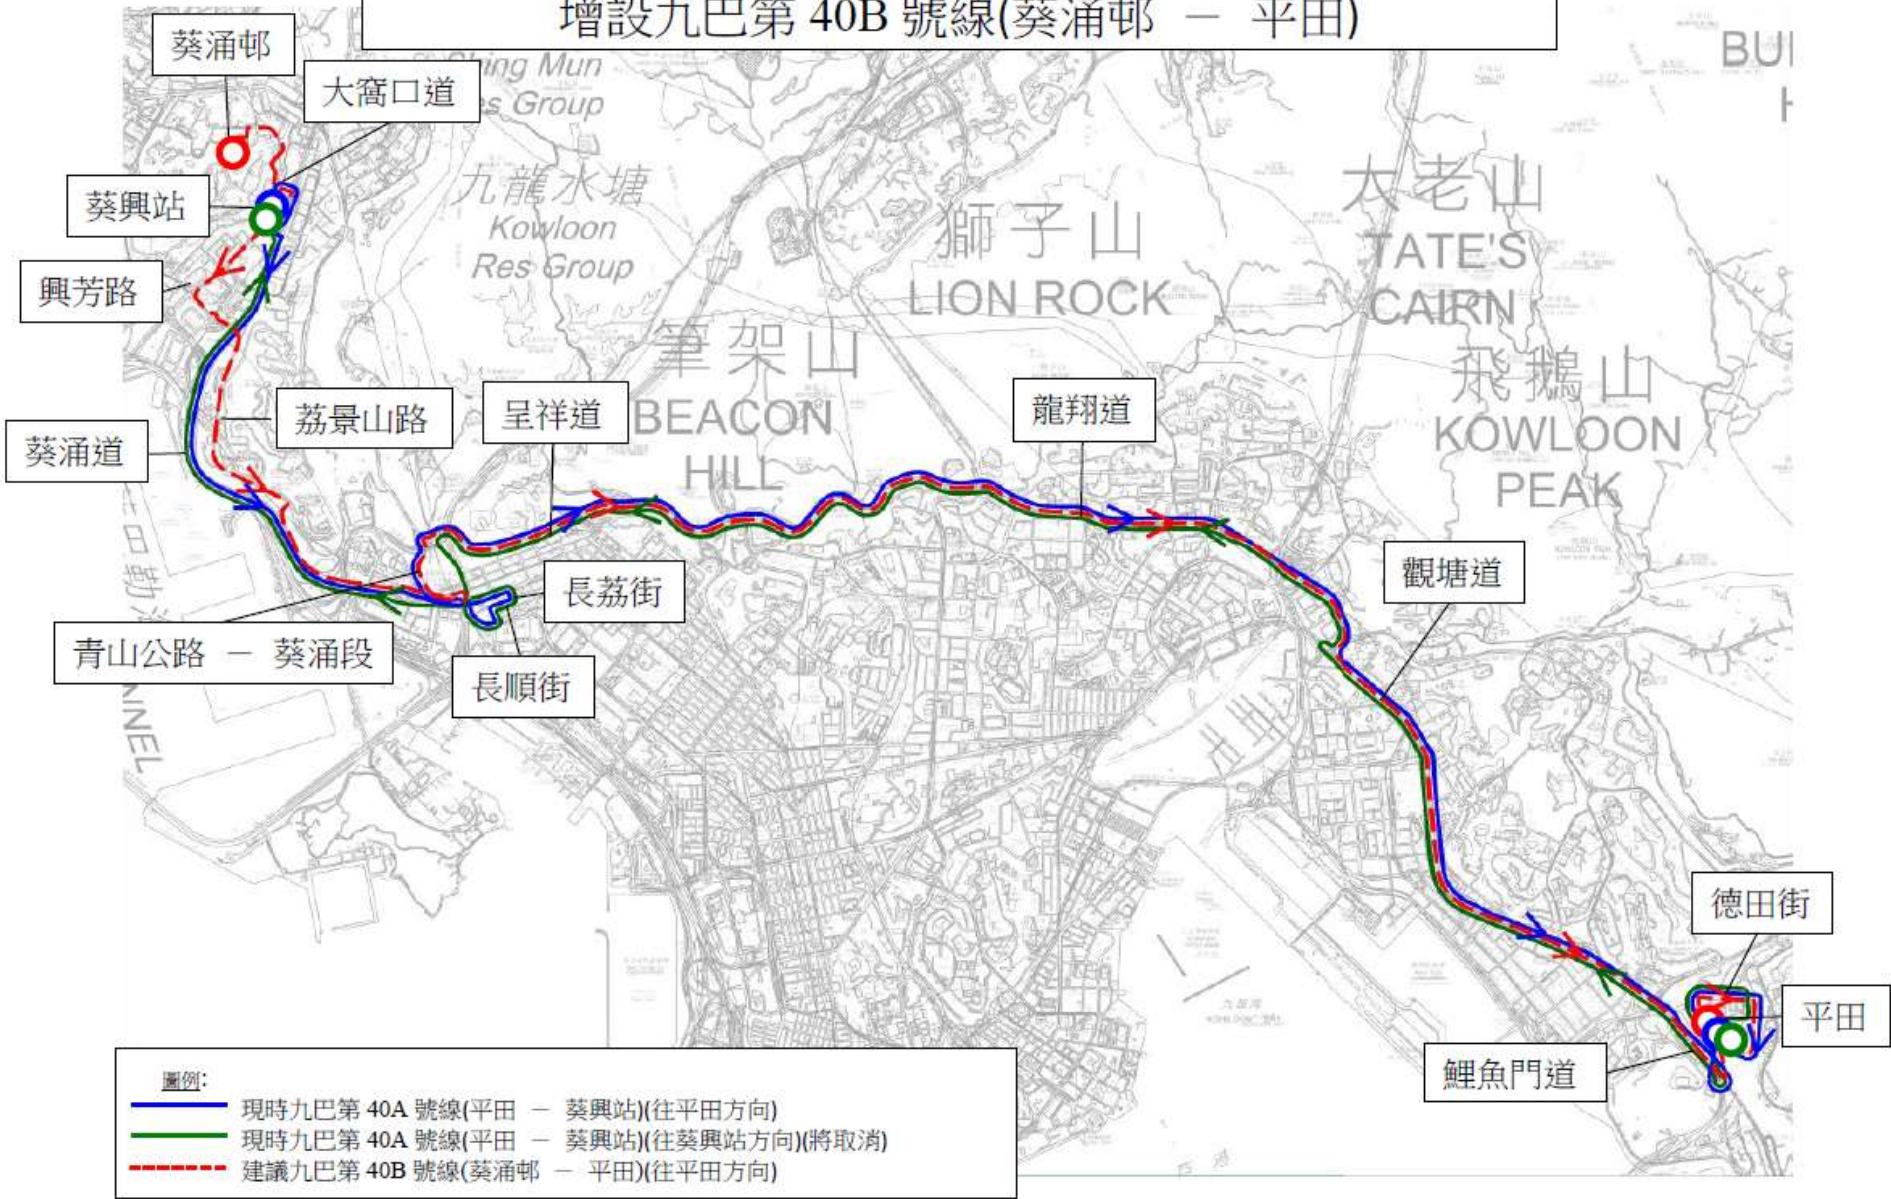 增設九巴第 40B 號線(葵涌邨 － 平田)
葵涌邨
大窩口道
葵興站
興芳路
荔景山路
葵涌道
呈祥道
龍翔道
觀塘道
長荔街
長順街
青山公路 － 葵涌段
德田街
平田
鯉魚門道
Ching Mun
es Group
九龍水塘
Kowloon
Res Group
獅子山
LION ROCK
大老山
TATE'S
CAIRN
筆架山
BEACON
HILL
飛鵝山
KOWLOON
PEAK
圖例:
現時九巴第 40A 號線(平田 － 葵興站)(往平田方向)
現時九巴第 40A 號線(平田 － 葵興站)(往葵興站方向)(將取消)
建議九巴第 40B 號線(葵涌邨 － 平田)(往平田方向)